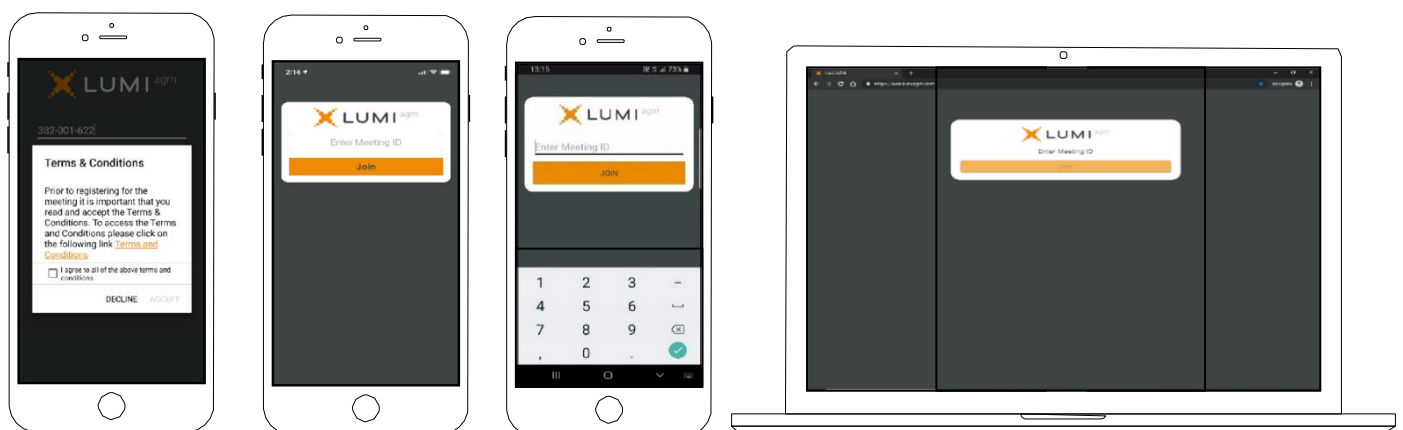 LUMI agm
382-001-622
Terms & Conditions
Prior to registering for the
meeting it is important that you
read and accept the Terms &
Conditions. To access the Terms
and Conditions please click on
the following link Terms and
Conditions
I agree to all of the above terms and
conditions
DECLINE ACCEPT
2:14
LUMI agm
Enter Meeting ID
Join
13:15 73%
LUMI agm
Enter Meeting ID
JOIN
1 2 3 -
4 5 6
7 8 9
, 0 .
LUMI agm
Enter Meeting ID